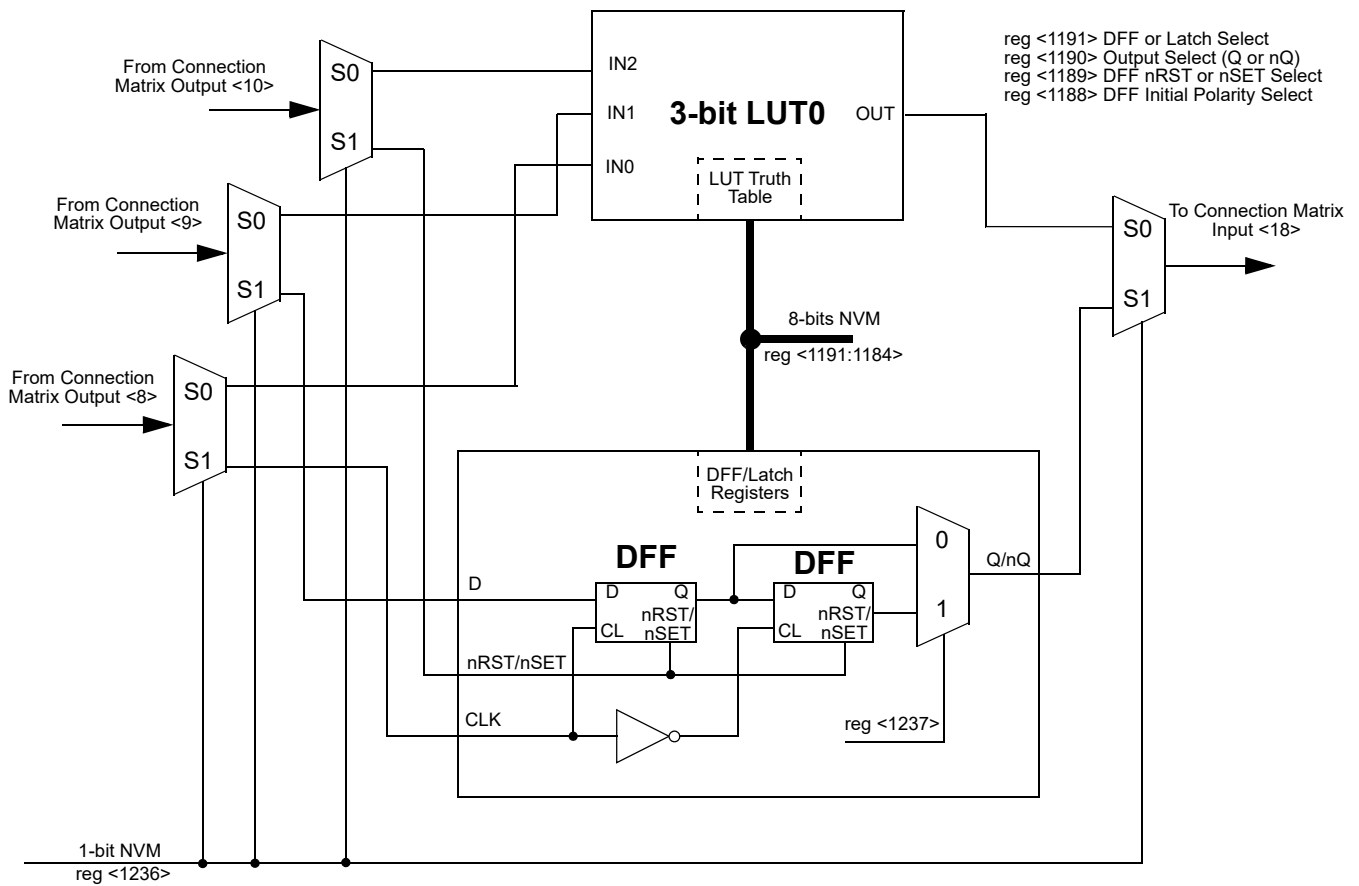 reg <1191> DFF or Latch Select
reg <1190> Output Select (Q or nQ)
reg <1189> DFF nRST or nSET Select
reg <1188> DFF Initial Polarity Select
From Connection
Matrix Output <10>
S0
S1
IN2
IN1
IN0
3-bit LUT0
OUT
LUT Truth
Table
From Connection
Matrix Output <9>
S0
S1
To Connection Matrix
Input <18>
S0
S1
8-bits NVM
reg <1191:1184>
From Connection
Matrix Output <8>
S0
S1
DFF/Latch
Registers
DFF
DFF
D
D
Q
nRST/
nSET
CL
D
Q
nRST/
nSET
CL
0
1
Q/nQ
nRST/nSET
CLK
reg <1237>
1-bit NVM
reg <1236>